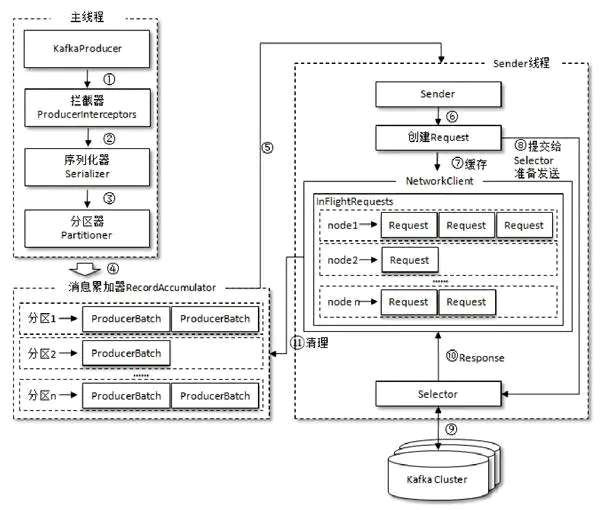 主线程
KafkaProducer
①
拦截器
ProducerInterceptors
②
序列化器
Serializer
③
分区器
Partitioner
④
消息累加器RecordAccumulator
分区1
ProducerBatch
ProducerBatch
分区2
ProducerBatch
......
分区n
ProducerBatch
ProducerBatch
⑤
Sender线程
Sender
⑥
创建Request
⑦缓存
⑧提交给
Selector
准备发送
NetworkClient
InFlightRequests
node1
Request
Request
Request
node2
Request
......
node n
Request
Request
⑪清理
⑩Response
Selector
⑨
Kafka Cluster